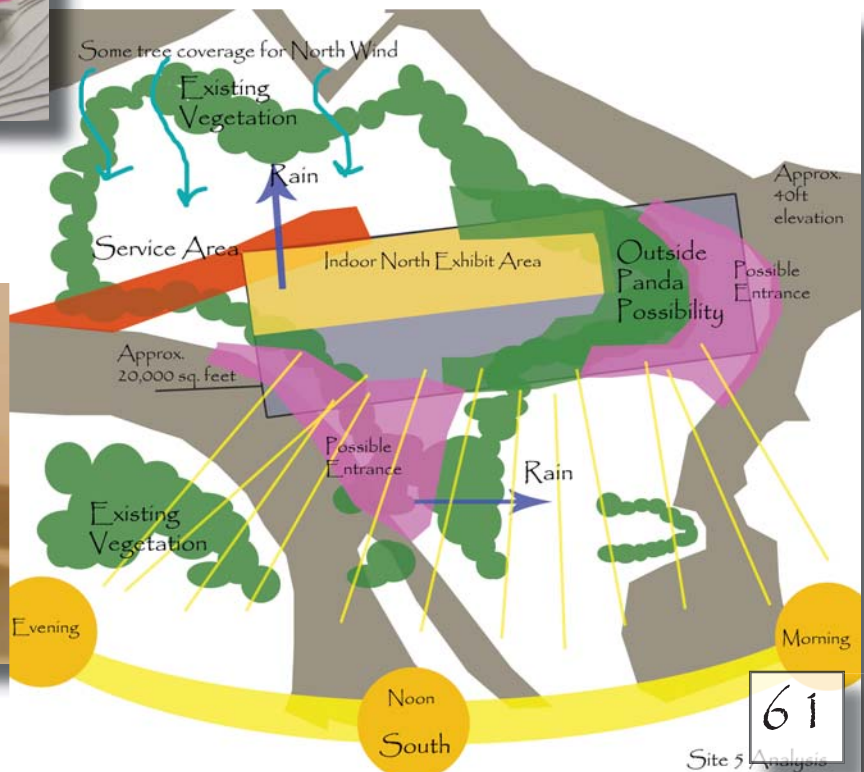 Some tree coverage for North Wind
Existing
Vegetation
Rain
Approx.
40ft
elevation
Service Area
Indoor North Exhibit Area
Outside
Panda
Possibility
Possible
Entrance
Approx.
20,000 sq. feet
Possible
Entrance
Rain
Existing
Vegetation
Evening
Morning
Noon
South
61
Site 5 Analysis